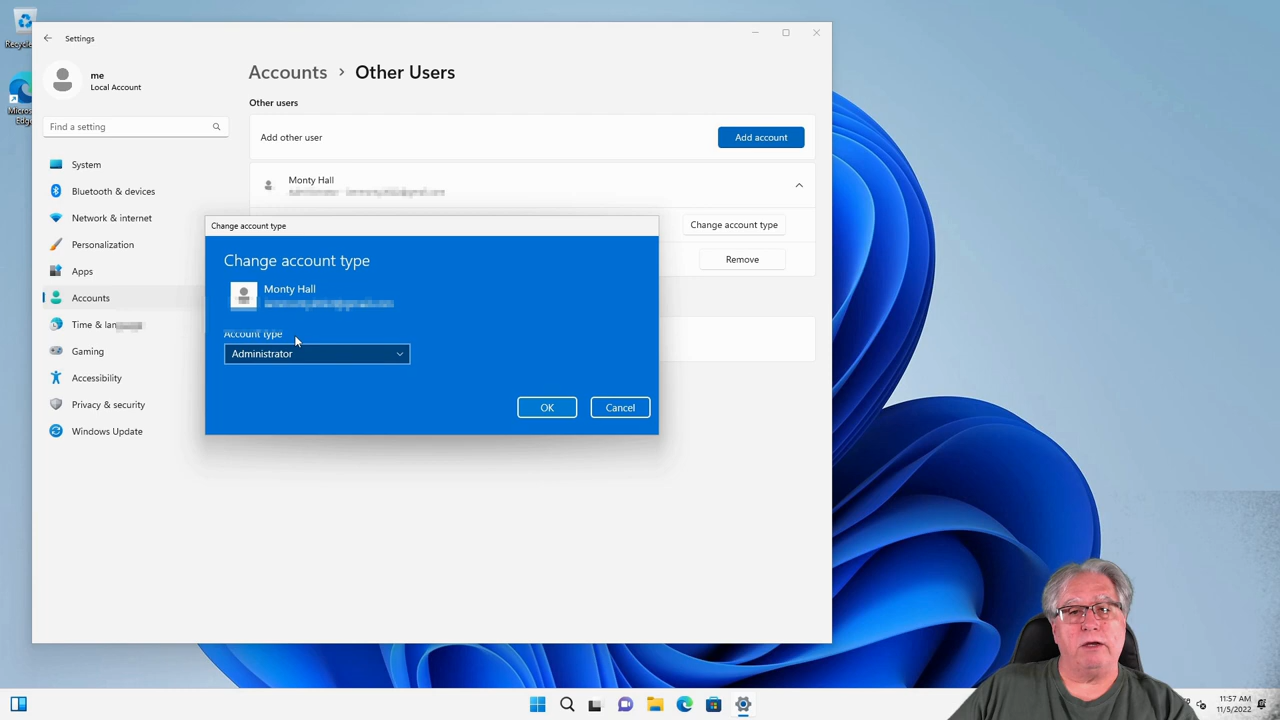 Settings
me
Local Account
Find a setting
System
Bluetooth & devices
Network & internet
Personalization
Apps
Accounts
Time &
Gaming
Accessibility
Privacy & security
Windows Update
Accounts > Other Users
Other users
Add other user
Add account
Monty Hall
Change account type
Remove
Change account type
Change account type
Monty Hall
Account type
Administrator
OK
Cancel
11:57 AM
11/5/2022